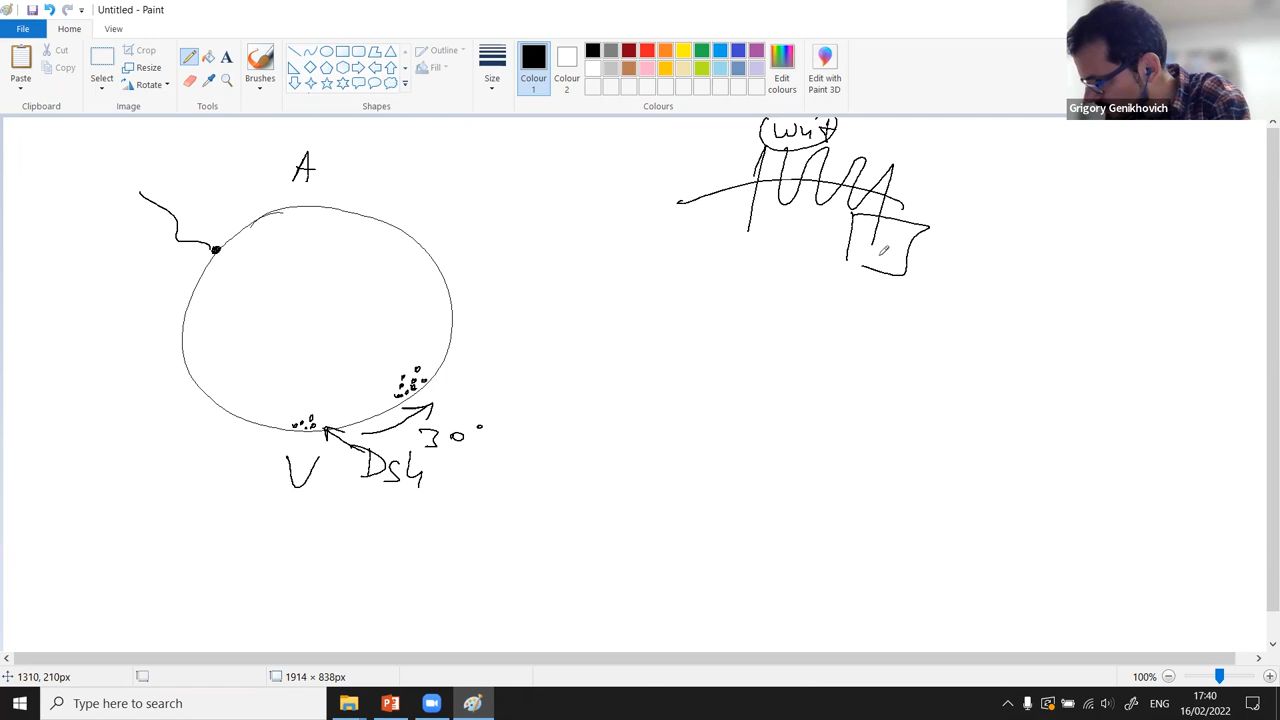 Untitled - Paint
File
Home
View
Paste
Cut
Copy
Clipboard
Select
Crop
Resize
Rotate
Image
Tools
Brushes
Shapes
Outline
Fill
Size
Colour 1
Colour 2
Edit colours
Edit with Paint 3D
Colours
Grigory Genikhovich
Wnt
A
30°
V
Dsh
1310, 210px
1914 × 838px
100%
Type here to search
ENG
17:40
16/02/2022